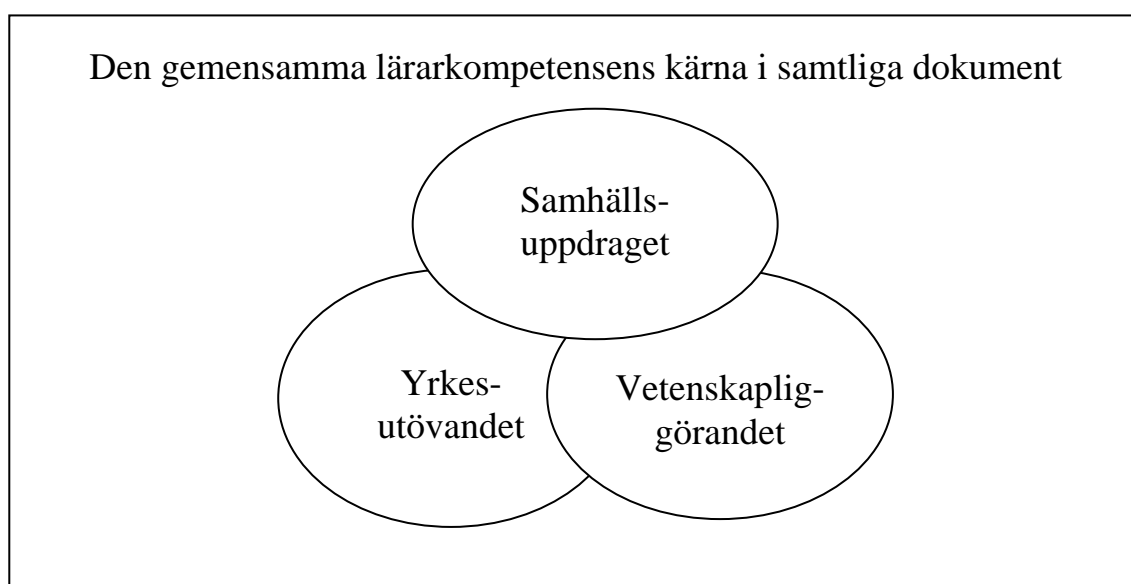 Den gemensamma lärarkompetensens kärna i samtliga dokument
Samhälls-
uppdraget
Yrkes-
utövandet
Vetenskaplig-
görandet